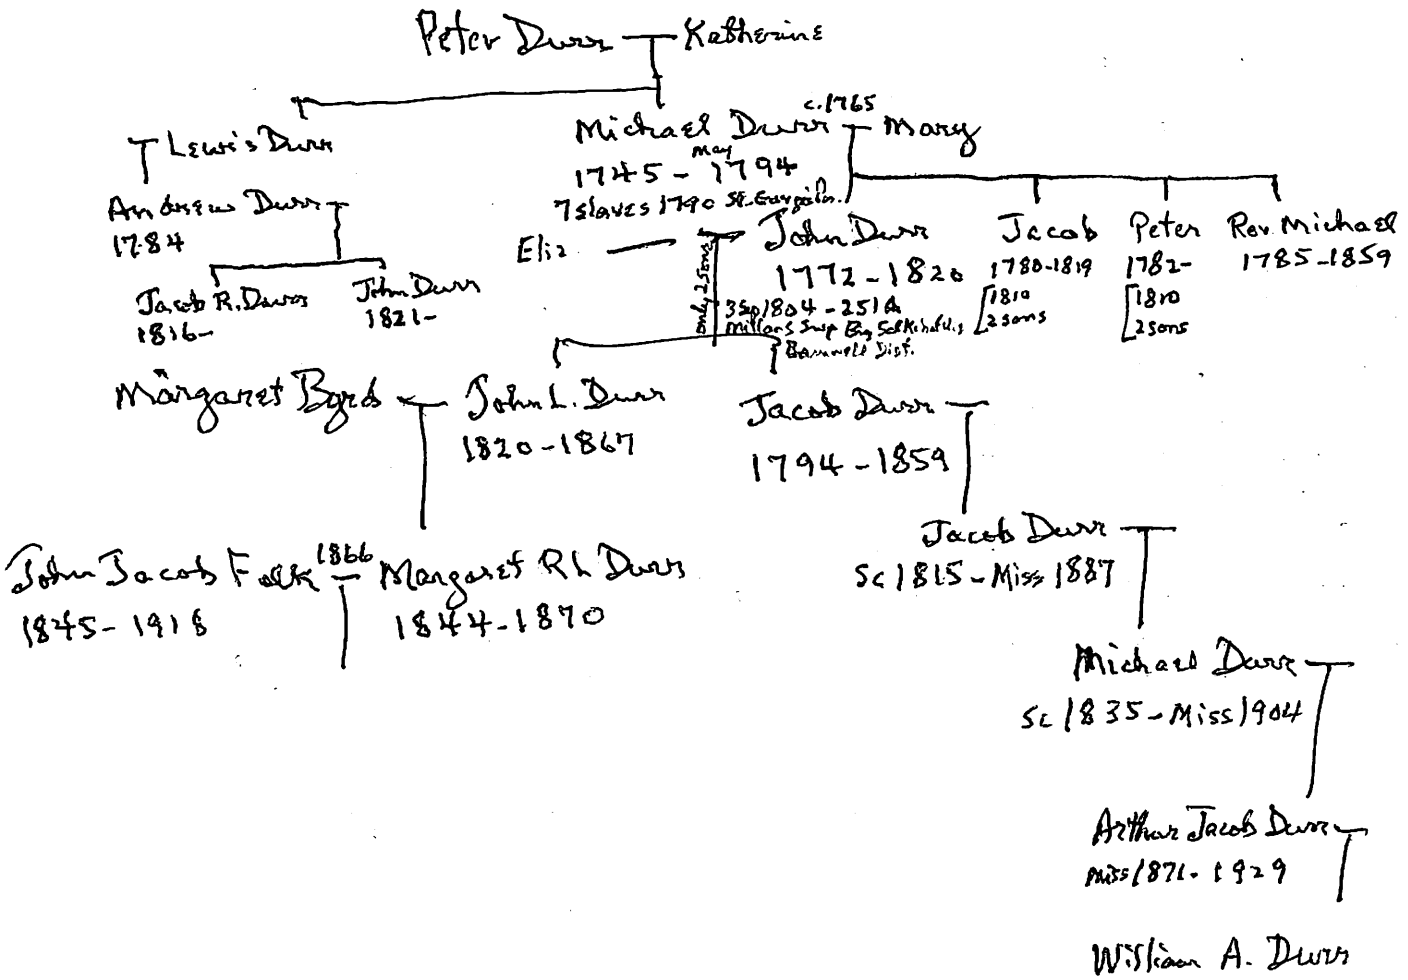 Peter Durr Katherine
c.1765
Lewis Durr Michael Durr Mary
May
1745 - 1794
Andrew Durr 7 slaves 1790 St.
1784
Eliz John Durr Jacob Peter Rev. Michael
1772-1820 1780-1819 1782- 1785-1859
only 2 sons
Jacob R. Durr John Durr
1816- 1821-
3 Sep 1804 - 251 a 1810 1810
2 sons 2 sons
Barnwell Dist.
Margaret Byrd John L. Durr Jacob Durr
1820-1867 1794-1859
Jacob Durr
Sc 1815 - Miss 1887
1866
John Jacob Folk Margaret R L Durr
1845-1918 1844-1870
Michael Durr
Sc 1835 - Miss 1904
Arthur Jacob Durr
Miss 1871-1929
William A. Durr